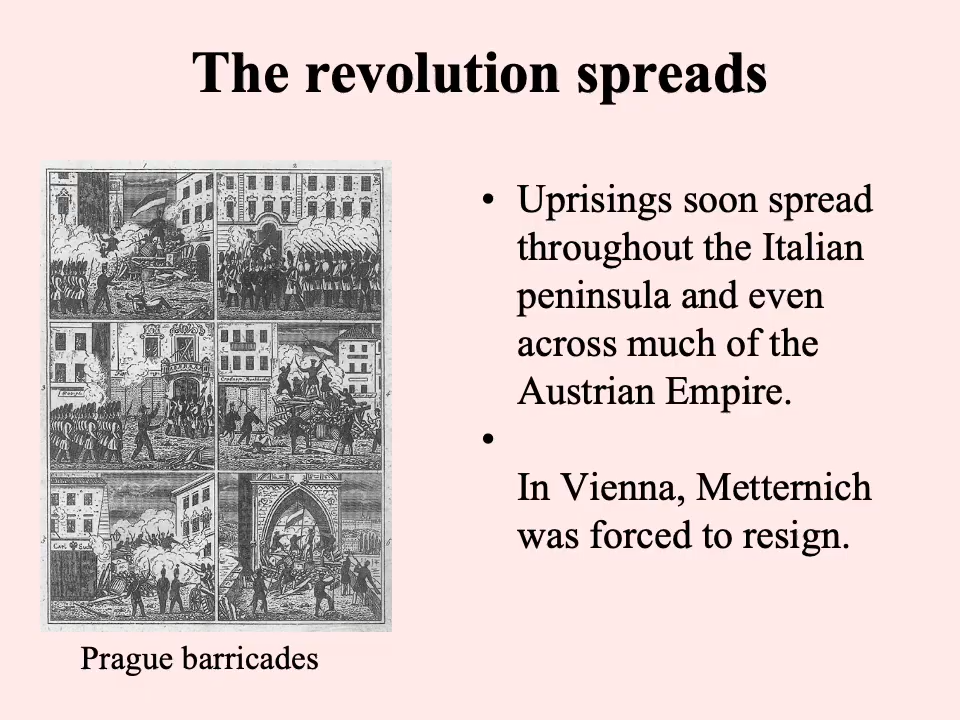 The revolution spreads
• Uprisings soon spread
throughout the Italian
peninsula and even
across much of the
Austrian Empire.
•
In Vienna, Metternich
was forced to resign.
Prague barricades